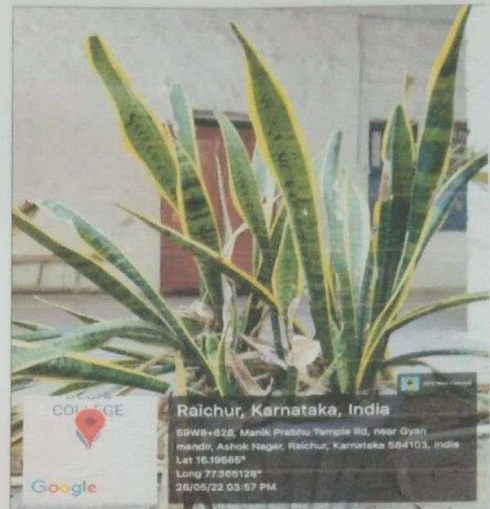 COLLEGE
Google
Raichur, Karnataka, India
59W8+628, Manik Prabhu Temple Rd, near Gyan
mandir, Ashok Nagar, Raichur, Karnataka 584103, India
Lat 16.19565°
Long 77.365128°
28/05/22 03:57 PM